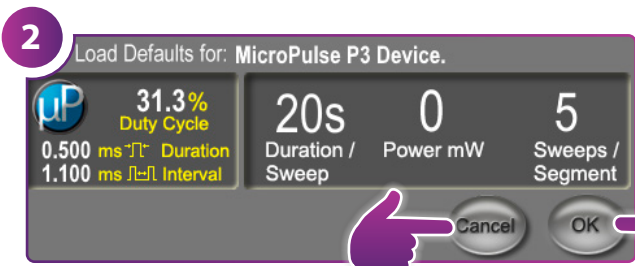 2
Load Defaults for: MicroPulse P3 Device.
µP
31.3%
Duty Cycle
0.500 ms Duration
1.100 ms Interval
20s
Duration /
Sweep
0
Power mW
5
Sweeps /
Segment
Cancel
OK